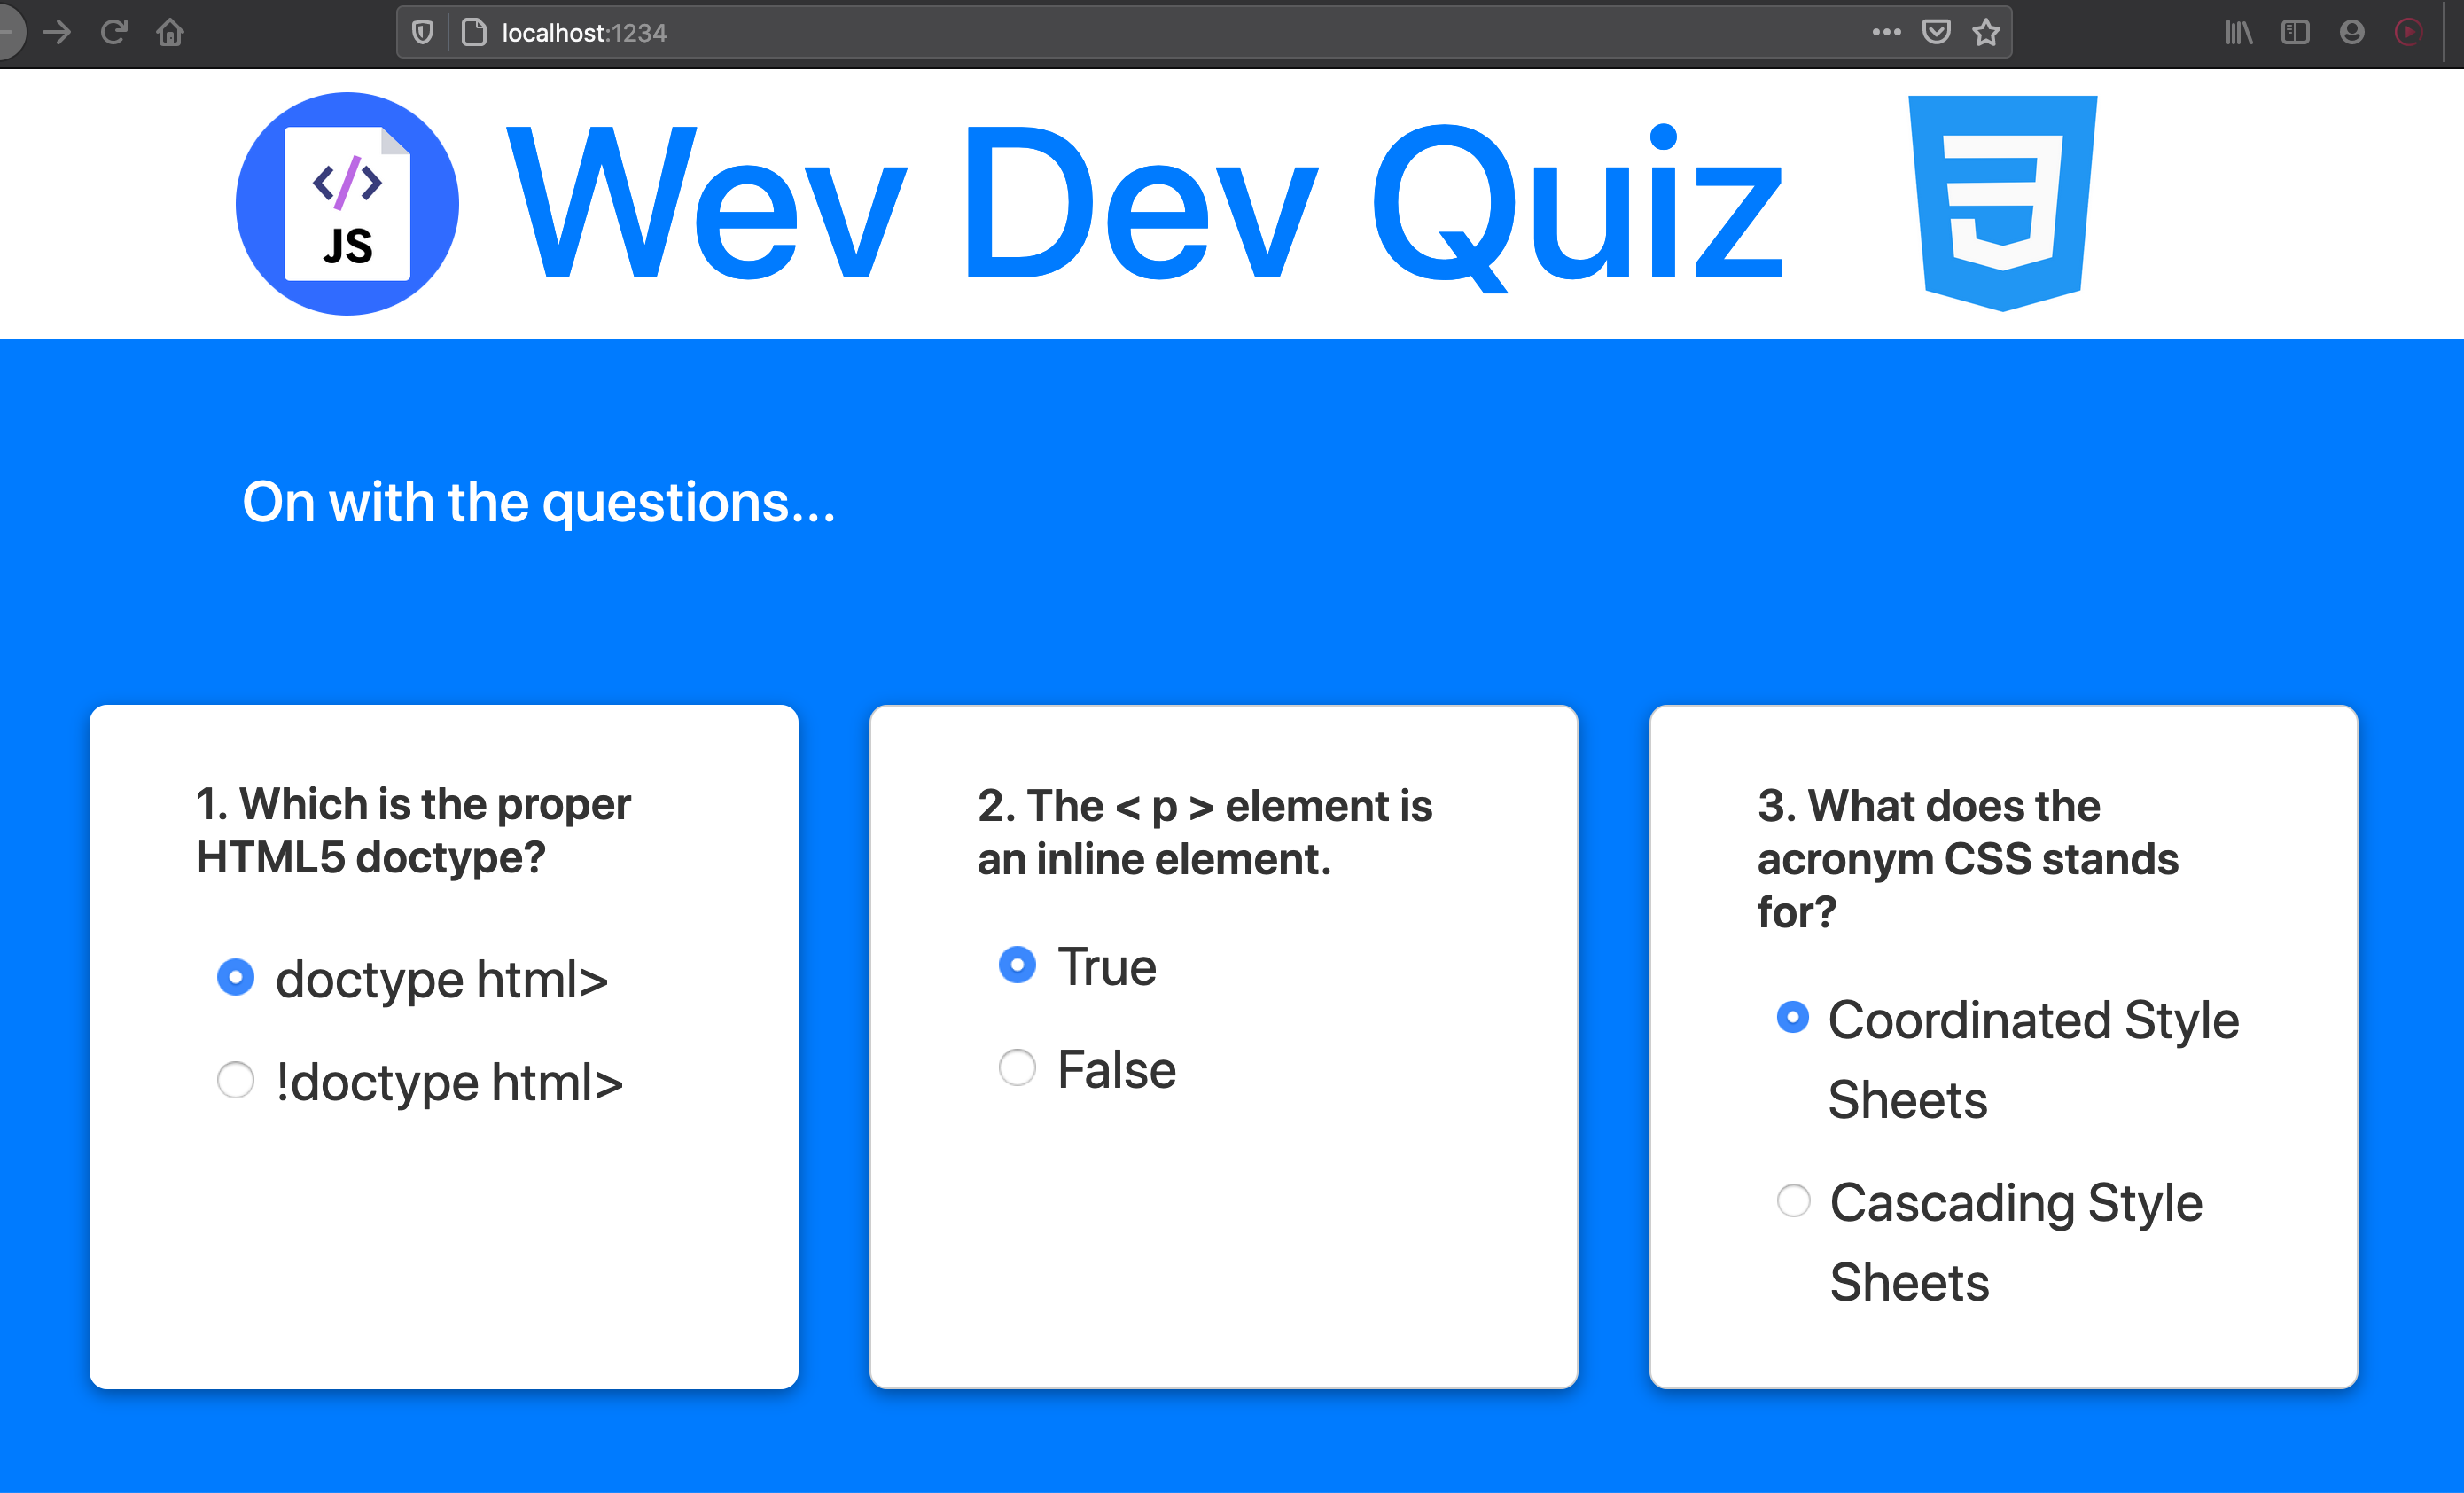 localhost:1234
</>
JS
Wev Dev Quiz
On with the questions...
1. Which is the proper
HTML5 doctype?
doctype html>
!doctype html>
2. The < p > element is
an inline element.
True
False
3. What does the
acronym CSS stands
for?
Coordinated Style
Sheets
Cascading Style
Sheets